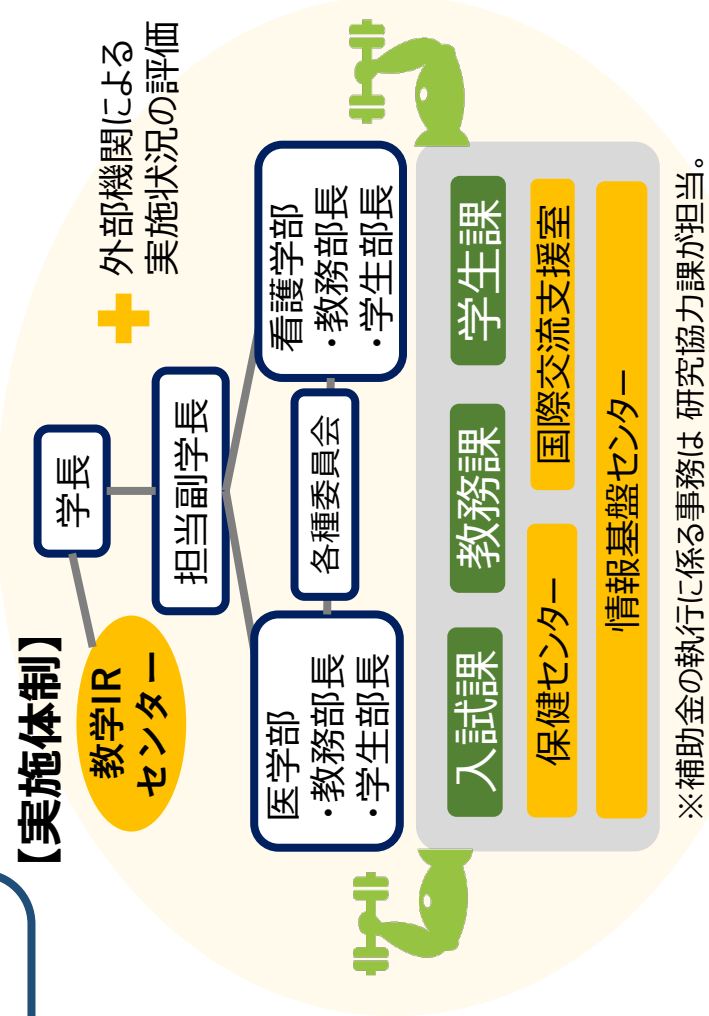 【実施体制】
教学IR
センター
学長
外部機関による
実施状況の評価
担当副学長
医学部
・教務部長
・学生部長
各種委員会
看護学部
・教務部長
・学生部長
入試課
教務課
学生課
保健センター
国際交流支援室
情報基盤センター
※補助金の執行に係る事務は 研究協力課が担当。